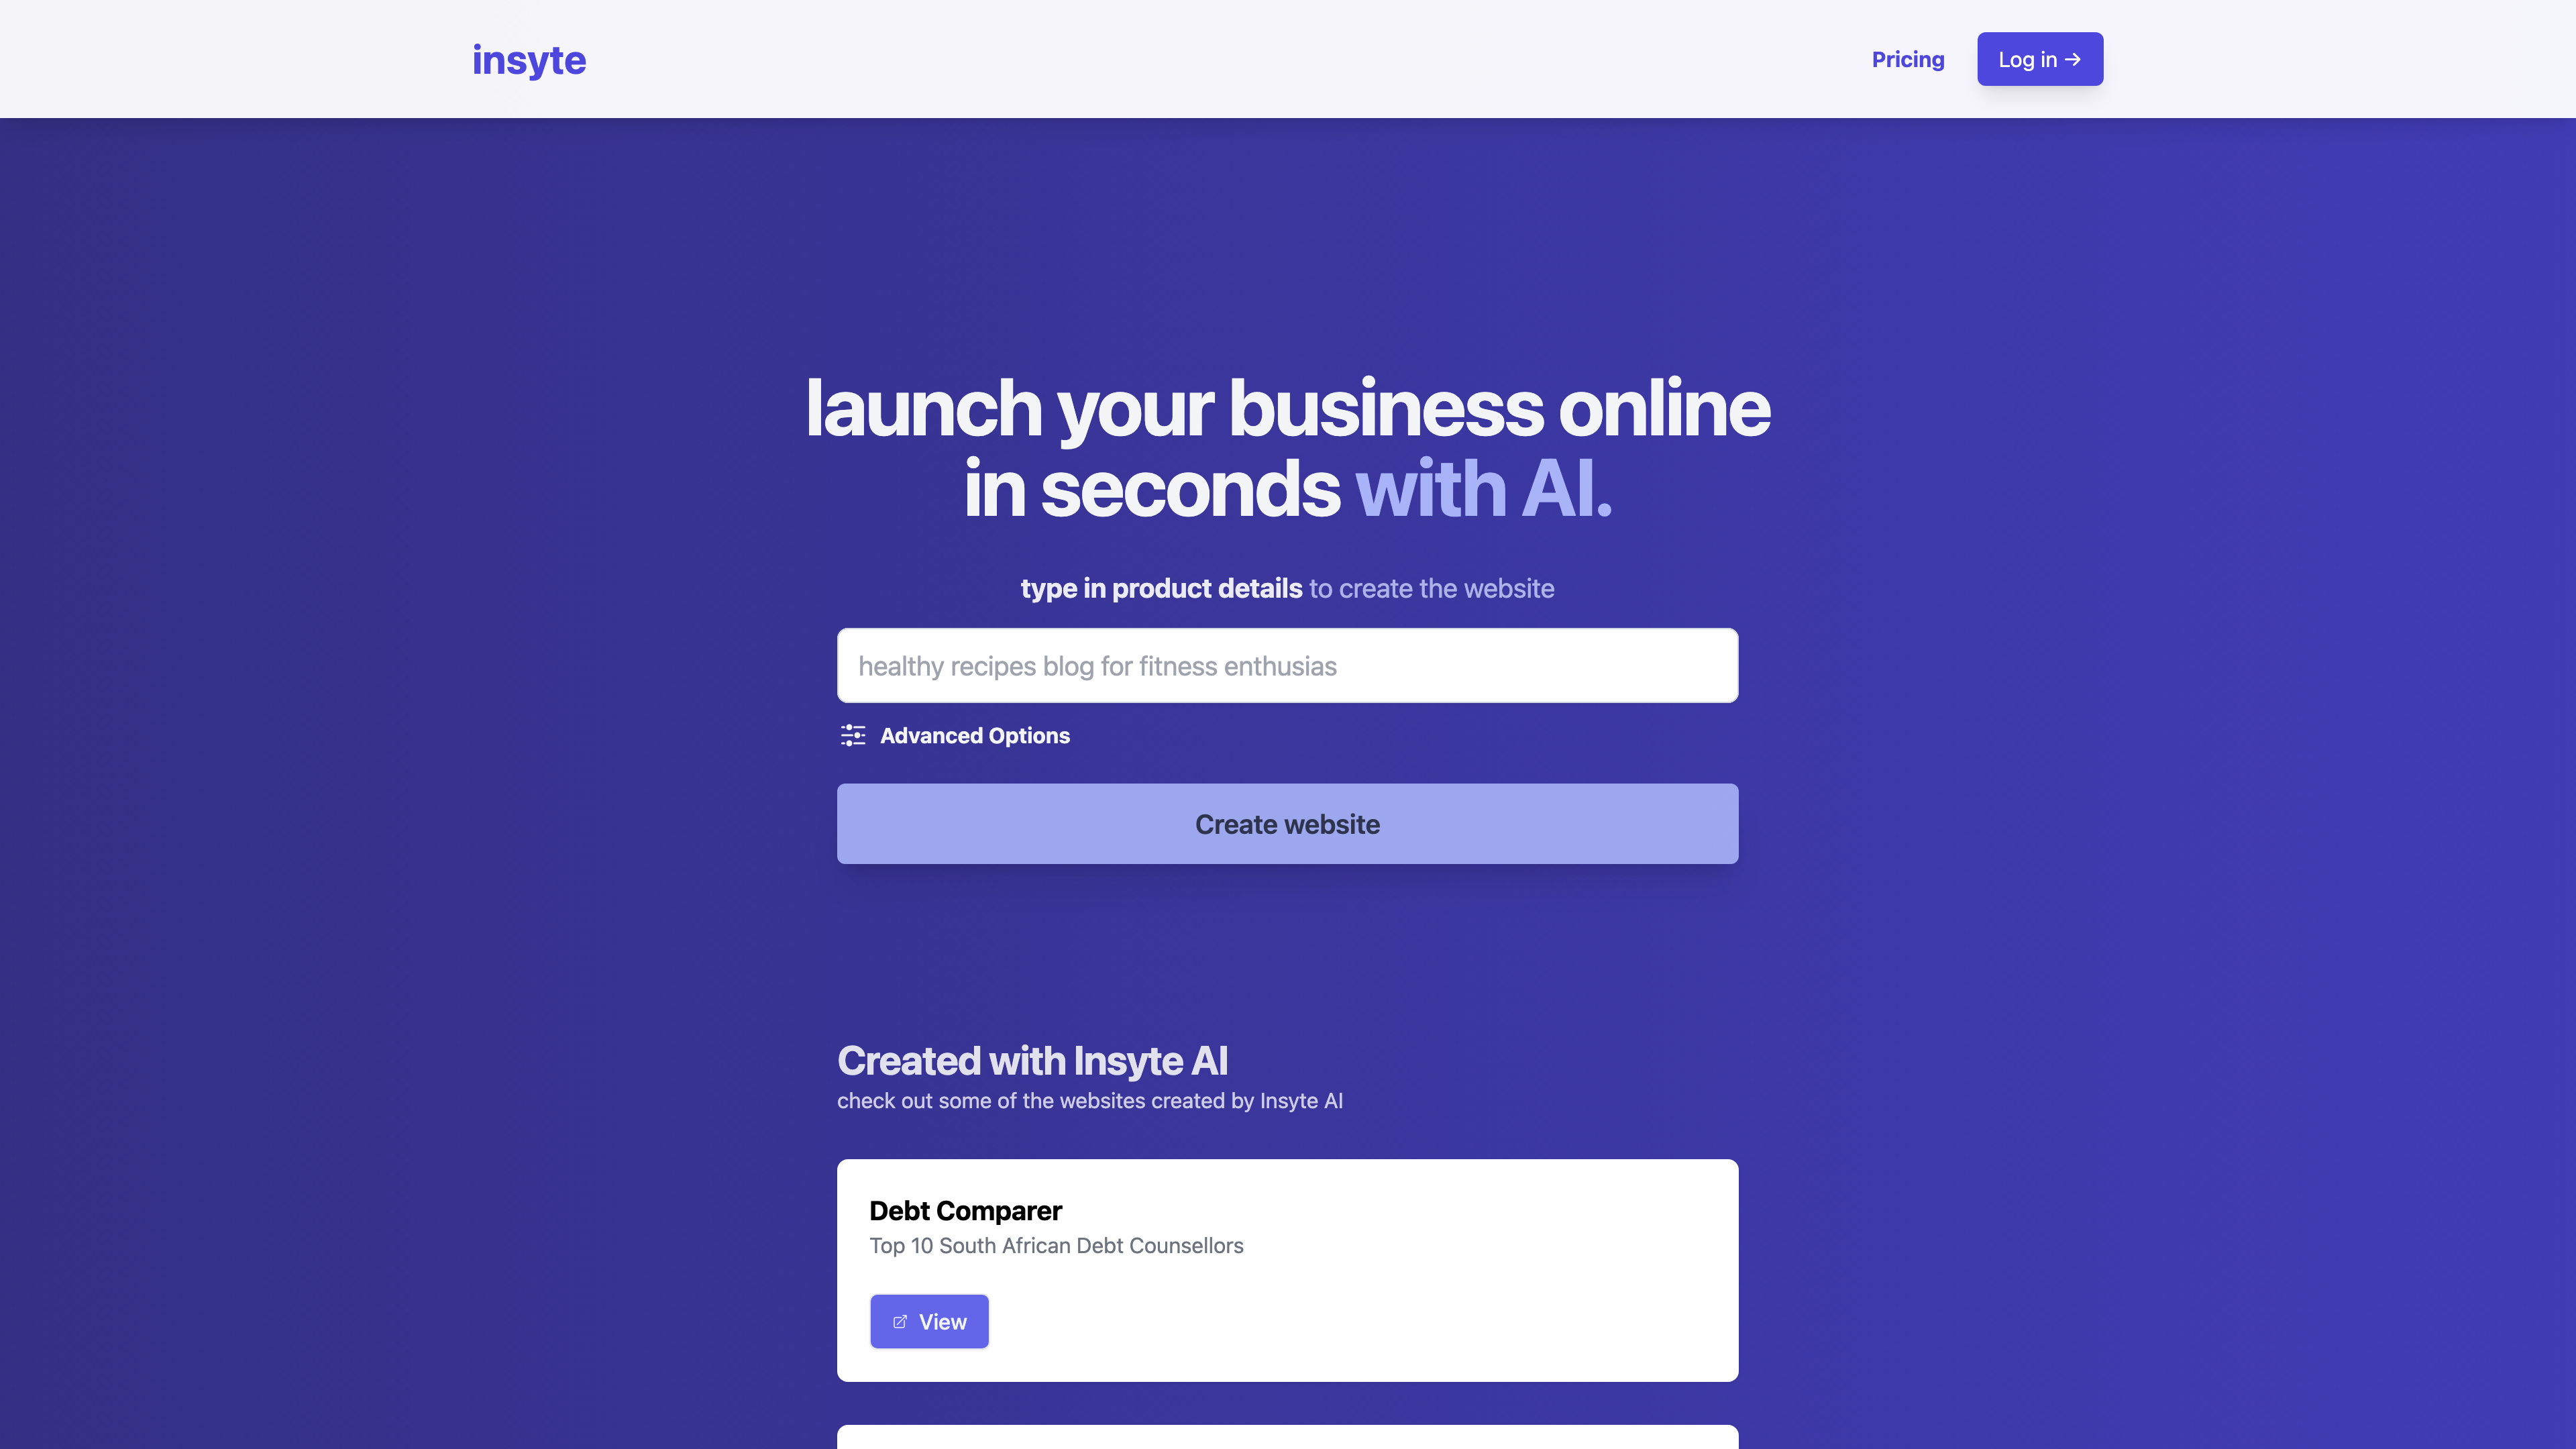 insyte
Pricing
Log in →
launch your business online
in seconds with AI.
type in product details to create the website
healthy recipes blog for fitness enthusias
Advanced Options
Create website
Created with Insyte AI
check out some of the websites created by Insyte AI
Debt Comparer
Top 10 South African Debt Counsellors
View